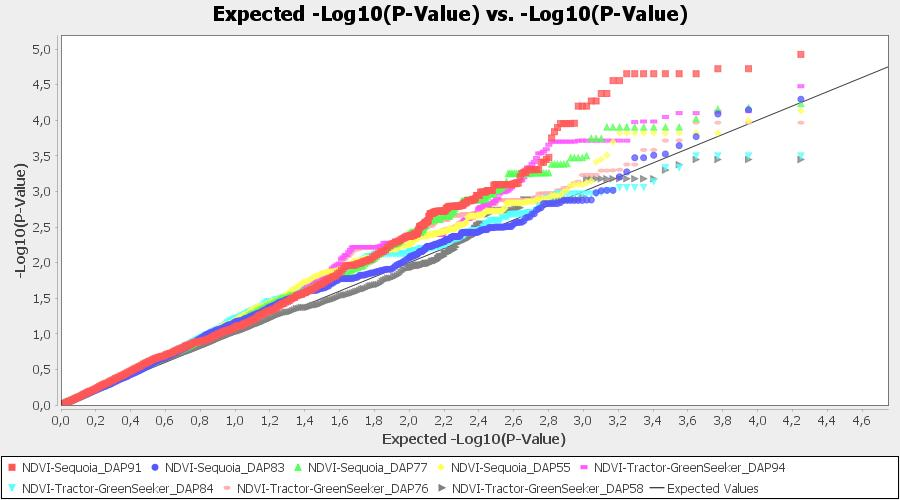 Expected -Log10(P-Value) vs. -Log10(P-Value)
5,0
4,5
4,0
3,5
3,0
2,5
2,0
1,5
1,0
0,5
0,0
-Log10(P-Value)
0,0 0,2 0,4 0,6 0,8 1,0 1,2 1,4 1,6 1,8 2,0 2,2 2,4 2,6 2,8 3,0 3,2 3,4 3,6 3,8 4,0 4,2 4,4 4,6
Expected -Log10(P-Value)
NDVI-Sequoia_DAP91 NDVI-Sequoia_DAP83 NDVI-Sequoia_DAP77 NDVI-Sequoia_DAP55 NDVI-Tractor-GreenSeeker_DAP94
NDVI-Tractor-GreenSeeker_DAP84 NDVI-Tractor-GreenSeeker_DAP76 NDVI-Tractor-GreenSeeker_DAP58 Expected Values